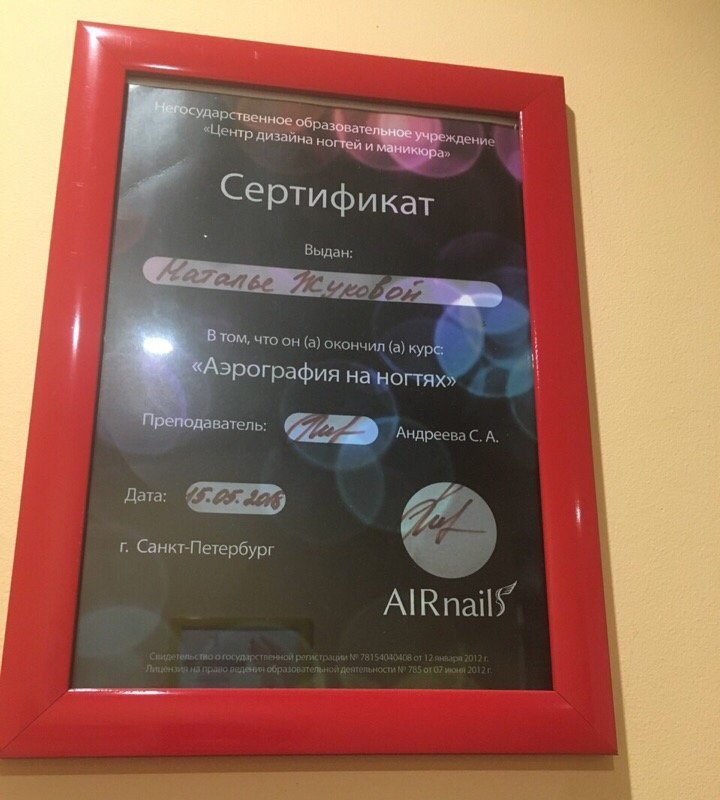 Негосударственное образовательное учреждение
«Центр дизайна ногтей и маникюра»
Сертификат
Выдан:
Наталье Жуковой
В том, что он (а) окончил (а) курс:
«Аэрография на ногтях»
Преподаватель: Андреева С. А.
Дата: 15.05.2016
г. Санкт-Петербург
AIRnails
Свидетельство о государственной регистрации № 78154040408 от 12 января 2012 г.
Лицензия на право ведения образовательной деятельности № 785 от 07 июня 2012 г.